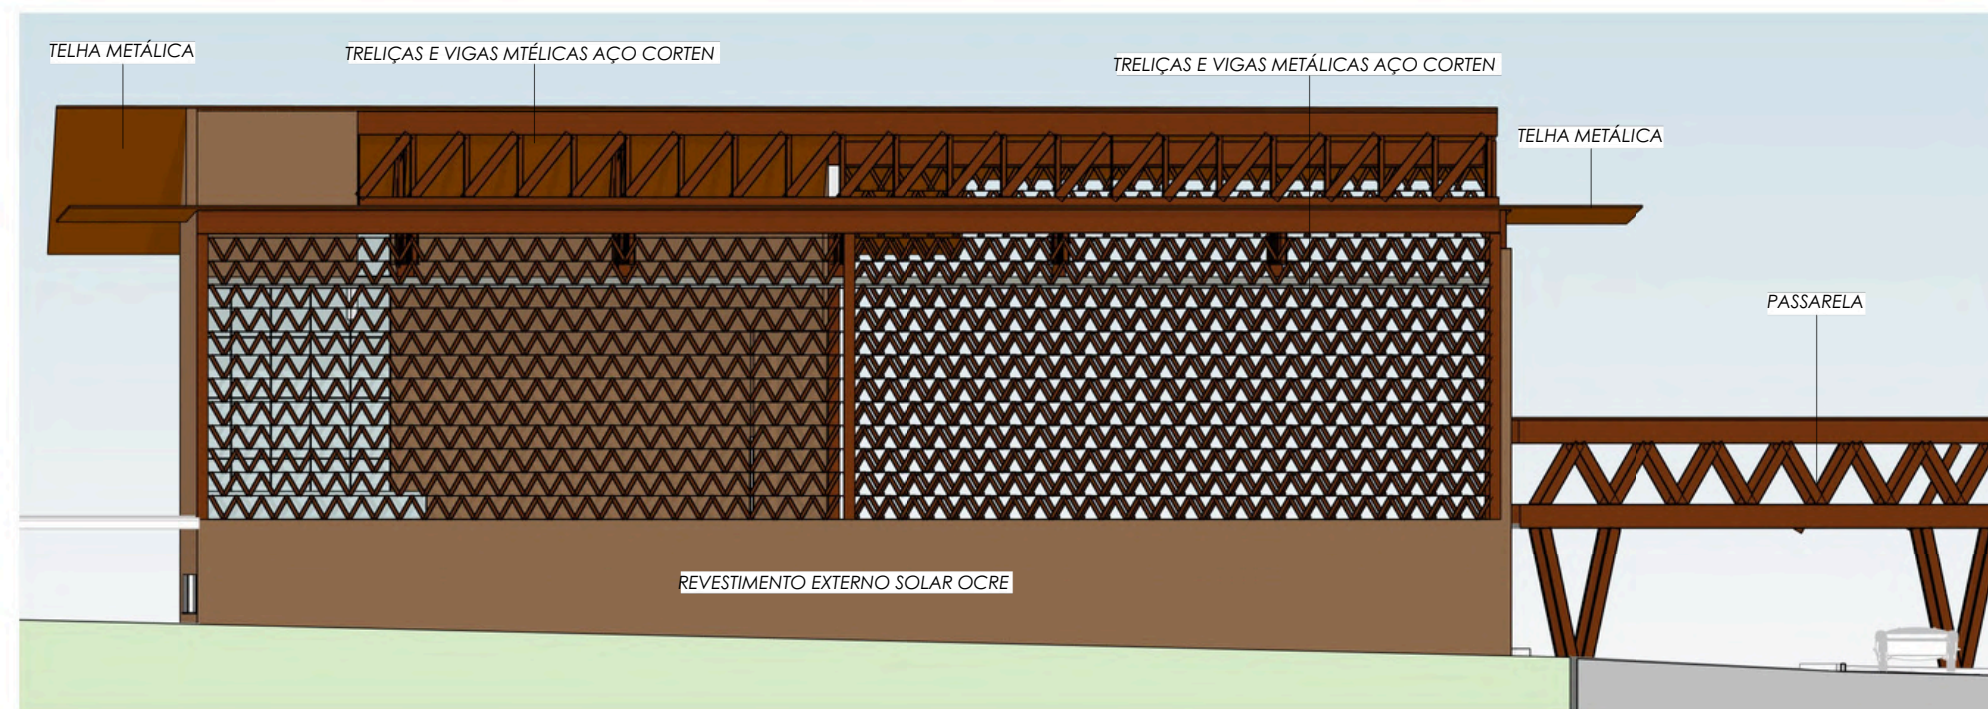 TELHA METÁLICA
TRELIÇAS E VIGAS MTÉLICAS AÇO CORTEN
TRELIÇAS E VIGAS METÁLICAS AÇO CORTEN
TELHA METÁLICA
PASSARELA
REVESTIMENTO EXTERNO SOLAR OCRE